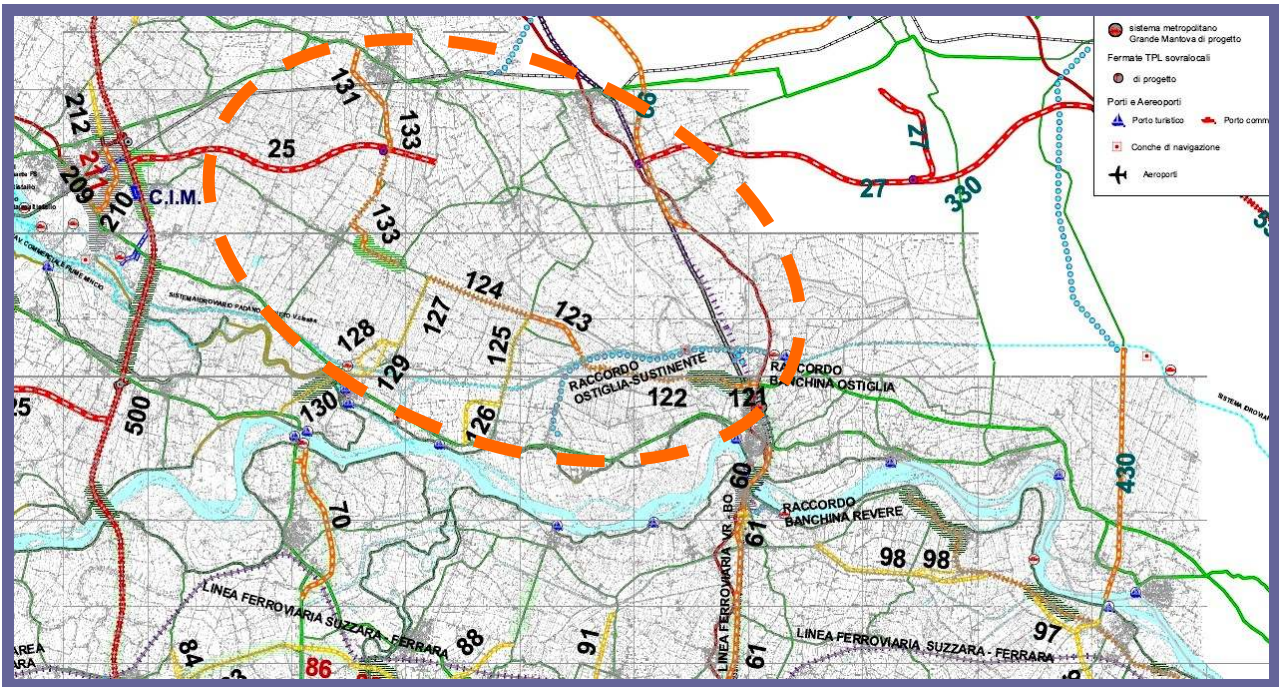 sistema metropolitano
Grande Mantova di progetto
Fermate TPL sovralocali
di progetto
Porti e Aereoporti
Porto turistico
Porto comm
Conche di navigazione
Aeroporti
212
217
209
210
C.I.M.
25
131
133
133
27
27
330
124
123
127
125
128
129
130
126
RACCORDO
OSTIGLIA-SUSTINENTE
122
121
RACCORDO
BANCHINA OSTIGLIA
25
500
430
70
60
61
RACCORDO
BANCHINA REVERE
LINEA FERROVIARIA VR - BO
98
98
LINEA FERROVIARIA SUZZARA - FERRARA
LINEA FERROVIARIA SUZZARA - FERRARA
84
86
88
91
61
97
AREA